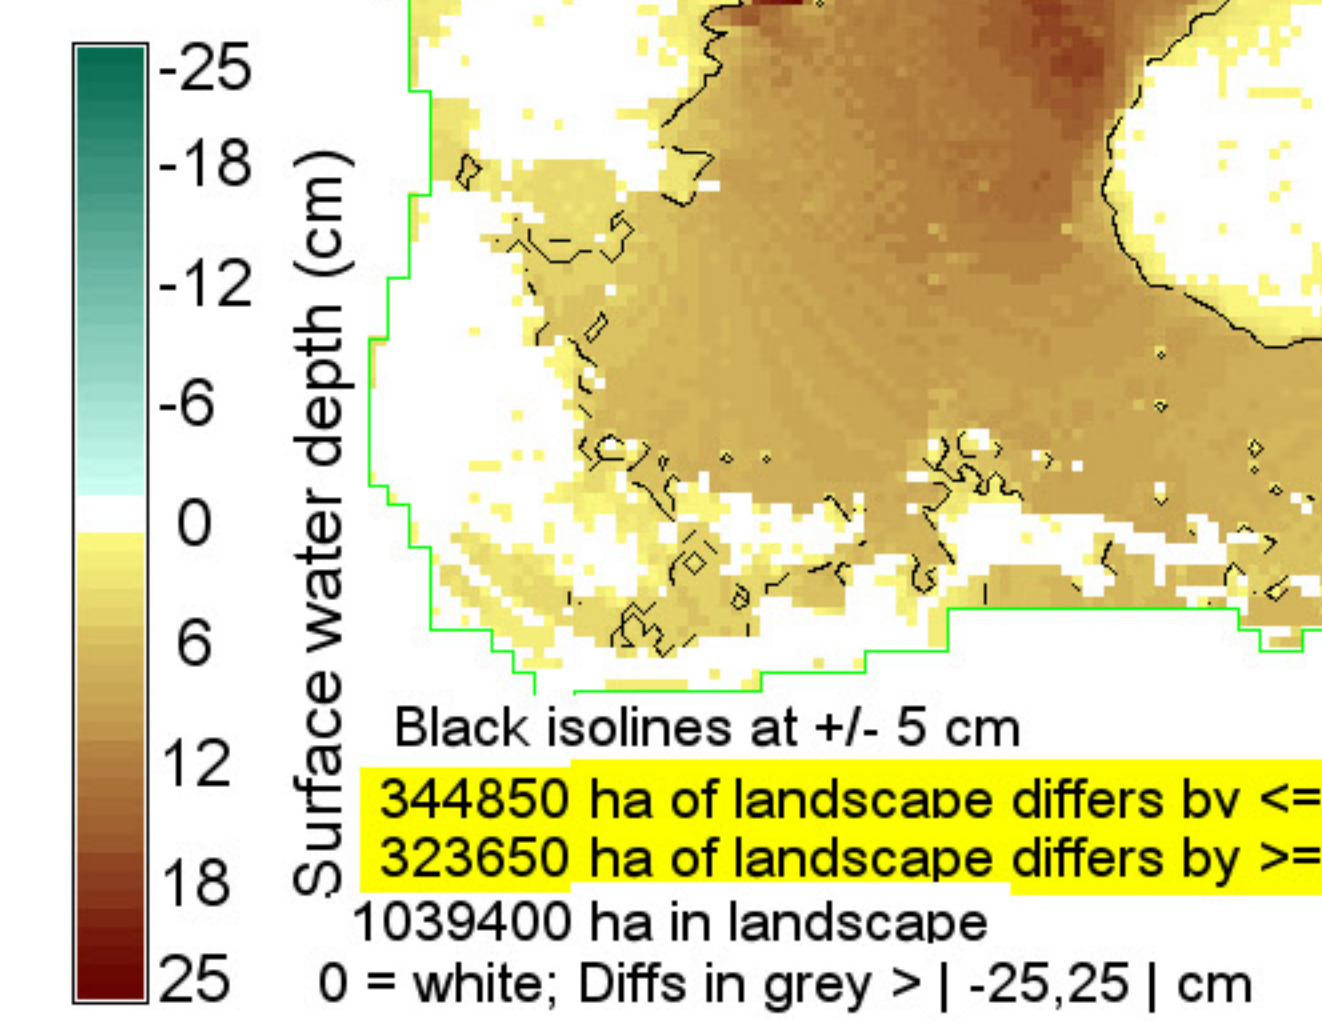 -25
-18
-12
-6
0
6
12
18
25
Surface water depth (cm)
Black isolines at +/- 5 cm
344850 ha of landscape differs by <=
323650 ha of landscape differs by >=
1039400 ha in landscape
0 = white; Diffs in grey > | -25,25 | cm